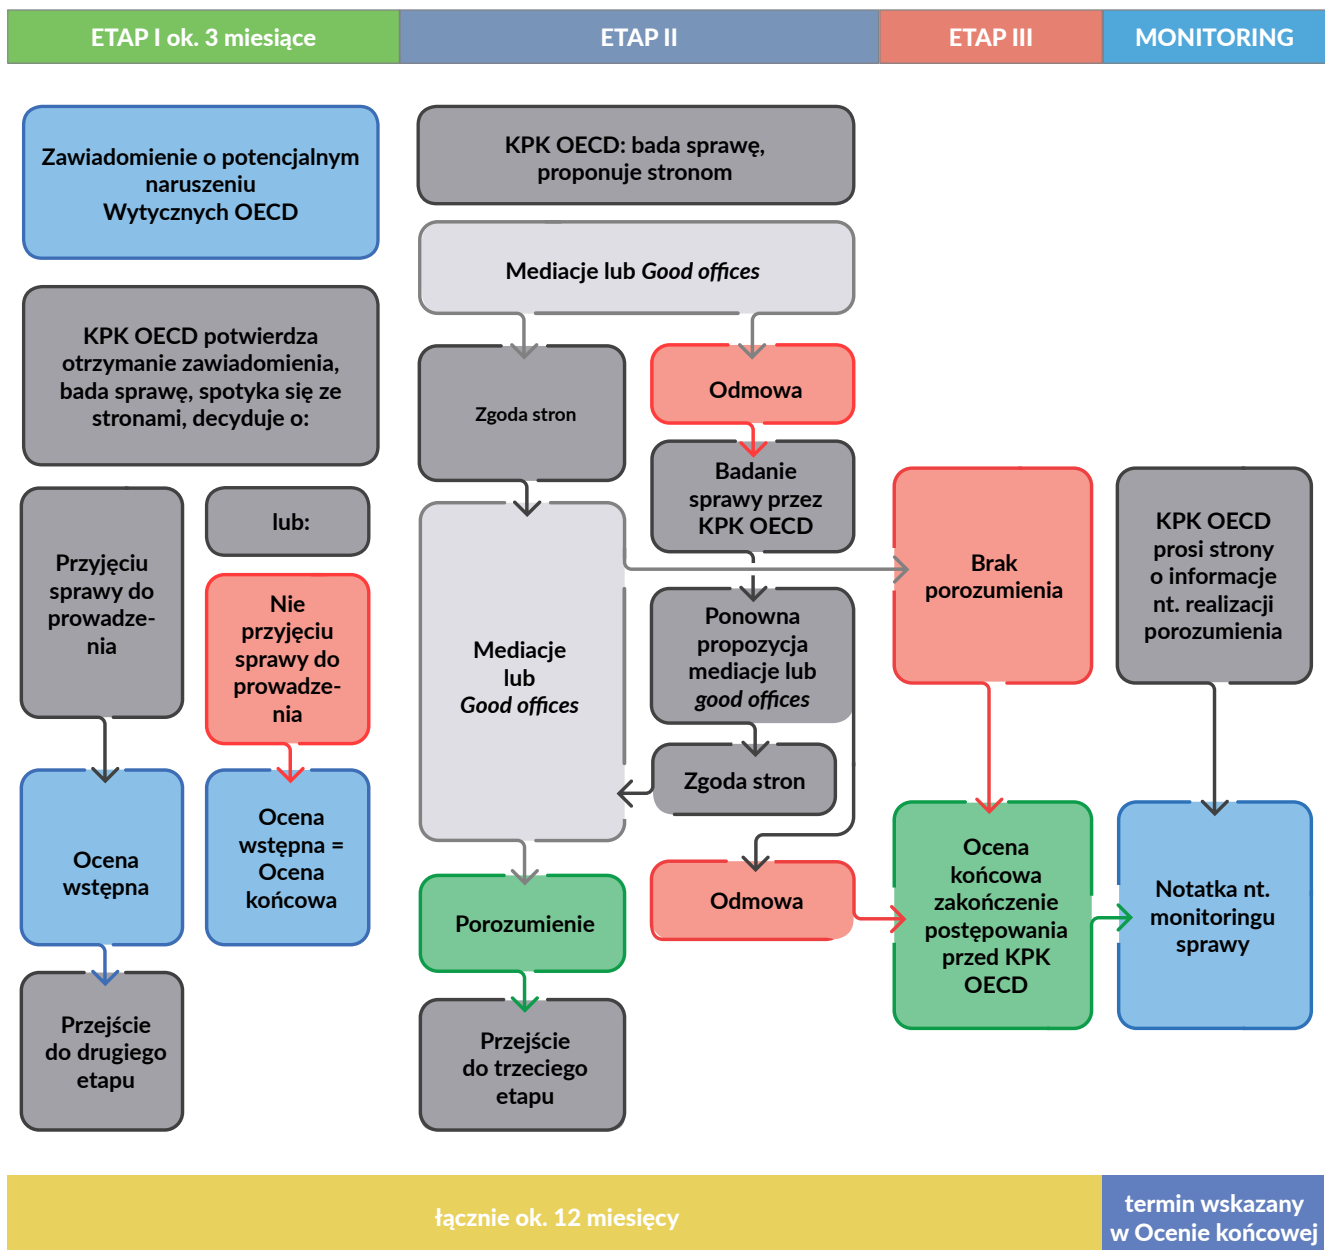 ETAP I ok. 3 miesiące
ETAP II
ETAP III
MONITORING
Zawiadomienie o potencjalnym
naruszeniu
Wytycznych OECD
KPK OECD potwierdza
otrzymanie zawiadomienia,
bada sprawę, spotyka się ze
stronami, decyduje o:
Przyjęciu
sprawy do
prowadze-
nia
lub:
Nie
przyjęciu
sprawy do
prowadze-
nia
Ocena
wstępna
Ocena
wstępna =
Ocena
końcowa
Przejście
do drugiego
etapu
KPK OECD: bada sprawę,
proponuje stronom
Mediacje lub Good offices
Zgoda stron
Odmowa
Badanie
sprawy przez
KPK OECD
Mediacje
lub
Good offices
Ponowna
propozycja
mediacje lub
good offices
Zgoda stron
Odmowa
Porozumienie
Przejście
do trzeciego
etapu
Brak
porozumienia
Ocena
końcowa
zakończenie
postępowania
przed KPK
OECD
KPK OECD
prosi strony
o informacje
nt. realizacji
porozumienia
Notatka nt.
monitoringu
sprawy
łącznie ok. 12 miesięcy
termin wskazany
w Ocenie końcowej